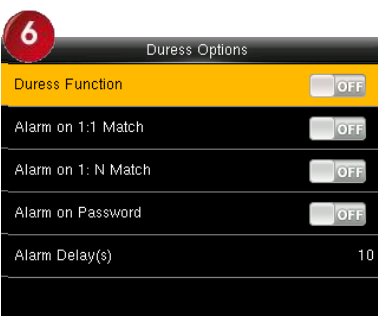 6
Duress Options
Duress Function OFF
Alarm on 1:1 Match OFF
Alarm on 1: N Match OFF
Alarm on Password OFF
Alarm Delay(s) 10